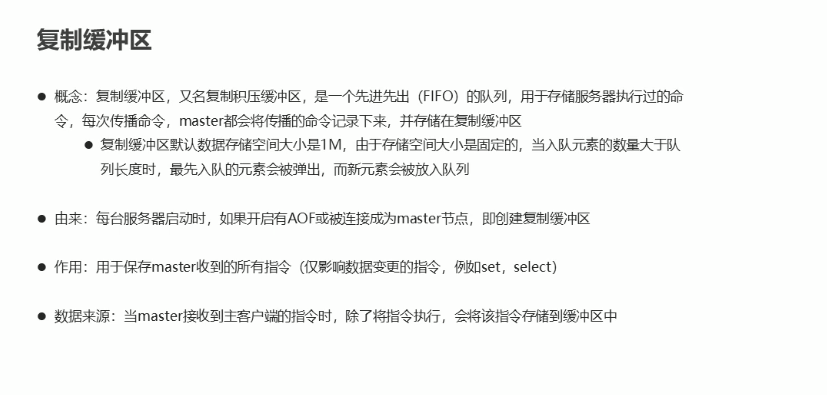 复制缓冲区
● 概念：复制缓冲区，又名复制积压缓冲区，是一个先进先出（FIFO）的队列，用于存储服务器执行过的命
令，每次传播命令，master都会将传播的命令记录下来，并存储在复制缓冲区
● 复制缓冲区默认数据存储空间大小是1M，由于存储空间大小是固定的，当入队元素的数量大于队
列长度时，最先入队的元素会被弹出，而新元素会被放入队列
● 由来：每台服务器启动时，如果开启有AOF或被连接成为master节点，即创建复制缓冲区
● 作用：用于保存master收到的所有指令（仅影响数据变更的指令，例如set，select）
● 数据来源：当master接收到主客户端的指令时，除了将指令执行，会将该指令存储到缓冲区中